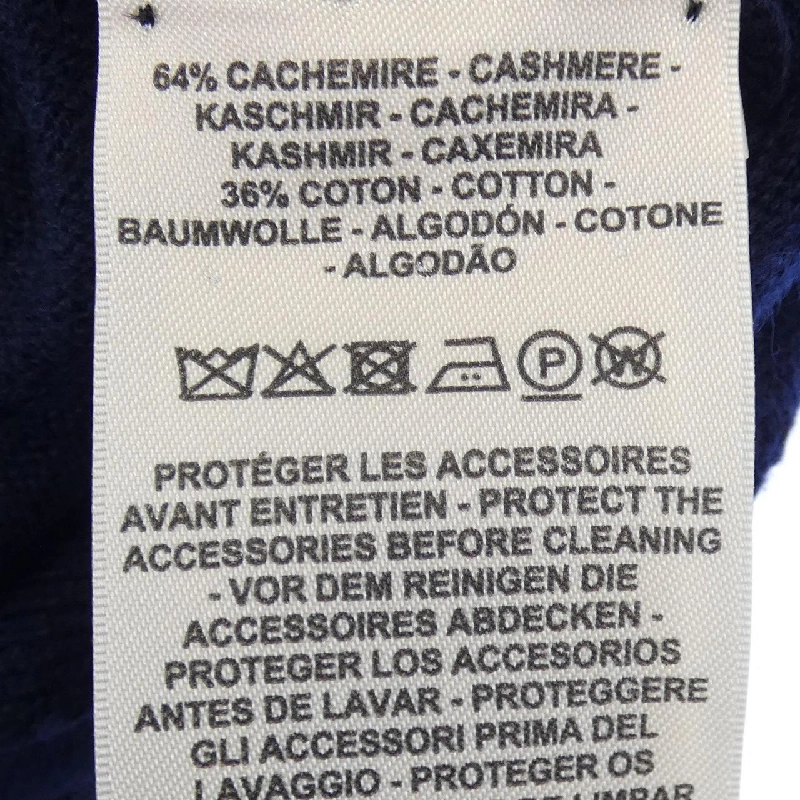 64% CACHEMIRE - CASHMERE -
KASCHMIR - CACHEMIRA -
KASHMIR - CAXEMIRA
36% COTON - COTTON -
BAUMWOLLE - ALGODÓN - COTONE
- ALGODÃO
P W
PROTÉGER LES ACCESSOIRES
AVANT ENTRETIEN - PROTECT THE
ACCESSORIES BEFORE CLEANING
- VOR DEM REINIGEN DIE
ACCESSOIRES ABDECKEN -
PROTEGER LOS ACCESORIOS
ANTES DE LAVAR - PROTEGGERE
GLI ACCESSORI PRIMA DEL
LAVAGGIO - PROTEGER OS
DE LIMPAR